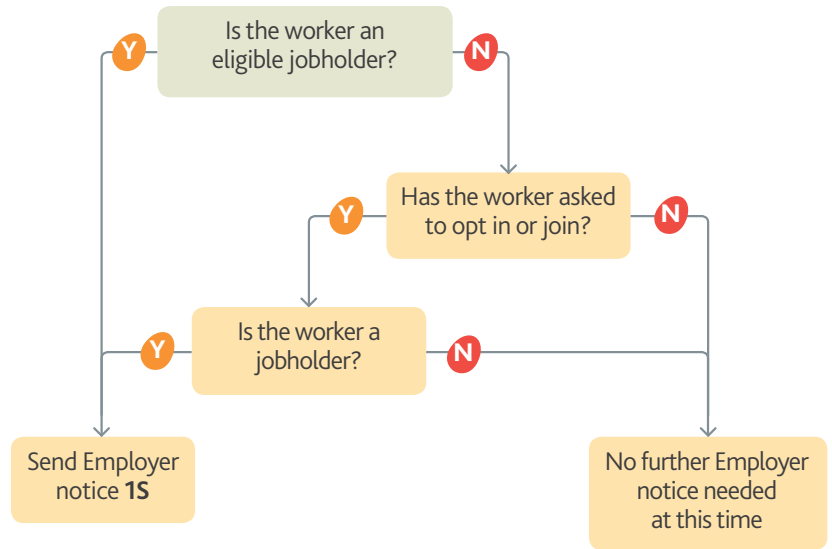 Is the worker an
eligible jobholder?
Y
N
Has the worker asked
to opt in or join?
Y
N
Is the worker a
jobholder?
Y
N
Send Employer
notice 1S
No further Employer
notice needed
at this time